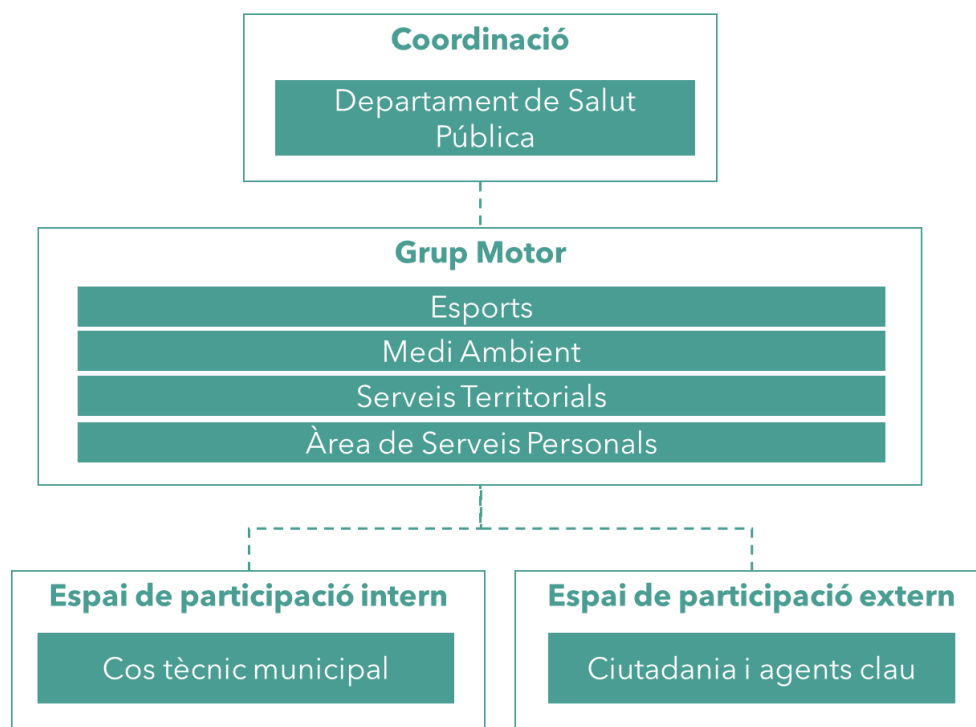 Coordinació
Departament de Salut
Pública
Grup Motor
Esports
Medi Ambient
Serveis Territorials
Àrea de Serveis Personals
Espai de participació intern
Cos tècnic municipal
Espai de participació extern
Ciutadania i agents clau